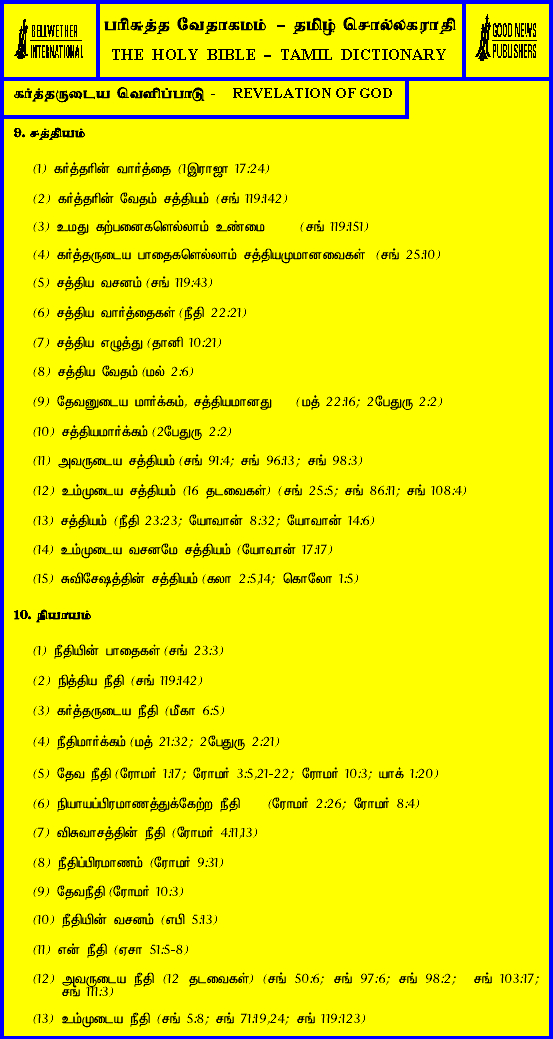 BELLWETHER
INTERNATIONAL
பரிசுத்த வேதாகமம் – தமிழ் சொல்லகராதி
THE HOLY BIBLE – TAMIL DICTIONARY
GOOD NEWS
PUBLISHERS
கர்த்தருடைய வெளிப்பாடு - REVELATION OF GOD
9. சத்தியம்
(1) கர்த்தரின் வார்த்தை (1இராஜா 17:24)
(2) கர்த்தரின் வேதம் சத்தியம் (சங் 119:142)
(3) உமது கற்பனைகளெல்லாம் உண்மை (சங் 119:151)
(4) கர்த்தருடைய பாதைகளெல்லாம் சத்தியமுமானவைகள் (சங் 25:10)
(5) சத்திய வசனம் (சங் 119:43)
(6) சத்திய வார்த்தைகள் (நீதி 22:21)
(7) சத்திய எழுத்து (தானி 10:21)
(8) சத்திய வேதம் (மல் 2:6)
(9) தேவனுடைய மார்க்கம், சத்தியமானது (மத் 22:16; 2பேதுரு 2:2)
(10) சத்தியமார்க்கம் (2பேதுரு 2:2)
(11) அவருடைய சத்தியம் (சங் 91:4; சங் 96:13; சங் 98:3)
(12) உம்முடைய சத்தியம் (16 தடவைகள்) (சங் 25:5; சங் 86:11; சங் 108:4)
(13) சத்தியம் (நீதி 23:23; யோவான் 8:32; யோவான் 14:6)
(14) உம்முடைய வசனமே சத்தியம் (யோவான் 17:17)
(15) சுவிசேஷத்தின் சத்தியம் (கலா 2:5,14; கொலோ 1:5)
10. நியாயம்
(1) நீதியின் பாதைகள் (சங் 23:3)
(2) நித்திய நீதி (சங் 119:142)
(3) கர்த்தருடைய நீதி (மீகா 6:5)
(4) நீதிமார்க்கம் (மத் 21:32; 2பேதுரு 2:21)
(5) தேவ நீதி (ரோமர் 1:17; ரோமர் 3:5,21-22; ரோமர் 10:3; யாக் 1:20)
(6) நியாயப்பிரமாணத்துக்கேற்ற நீதி (ரோமர் 2:26; ரோமர் 8:4)
(7) விசுவாசத்தின் நீதி (ரோமர் 4:11,13)
(8) நீதிப்பிரமாணம் (ரோமர் 9:31)
(9) தேவநீதி (ரோமர் 10:3)
(10) நீதியின் வசனம் (எபி 5:13)
(11) என் நீதி (ஏசா 51:5-8)
(12) அவருடைய நீதி (12 தடவைகள்) (சங் 50:6; சங் 97:6; சங் 98:2; சங் 103:17;
சங் 111:3)
(13) உம்முடைய நீதி (சங் 5:8; சங் 71:19,24; சங் 119:123)